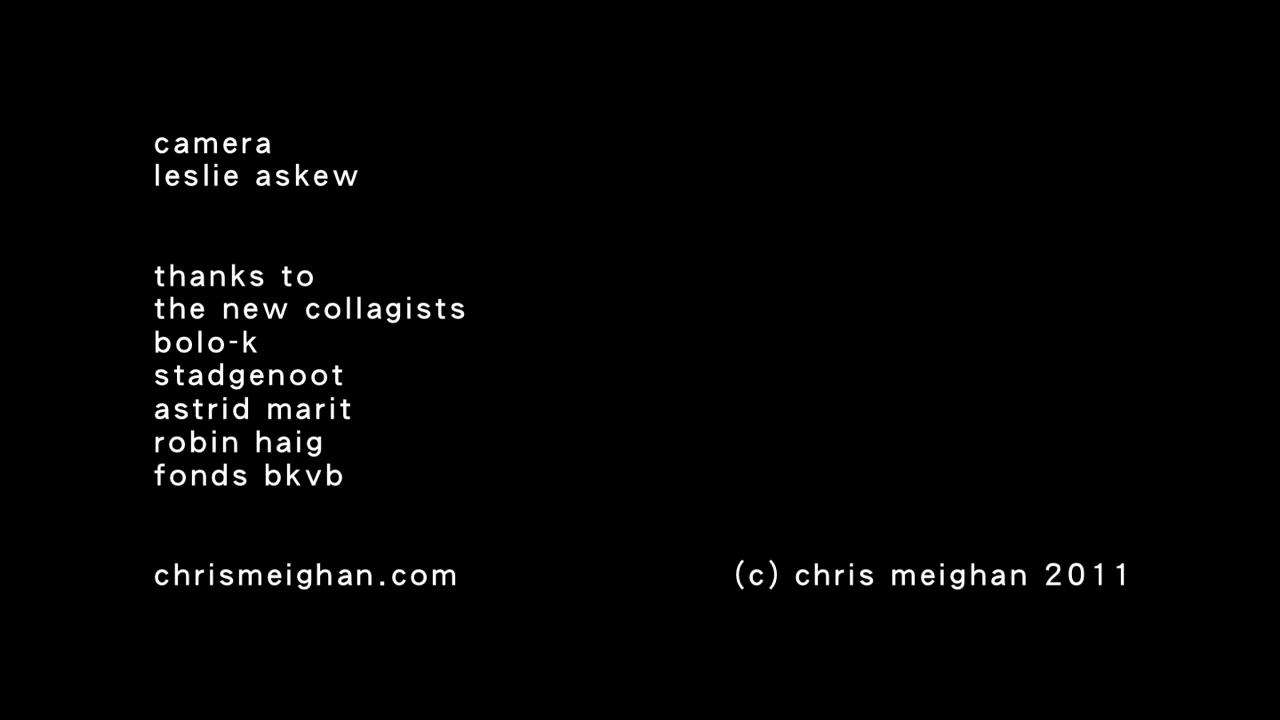 camera
leslie askew
thanks to
the new collagists
bolo-k
stadgenoot
astrid marit
robin haig
fonds bkvb
chrismeighan.com
(c) chris meighan 2011